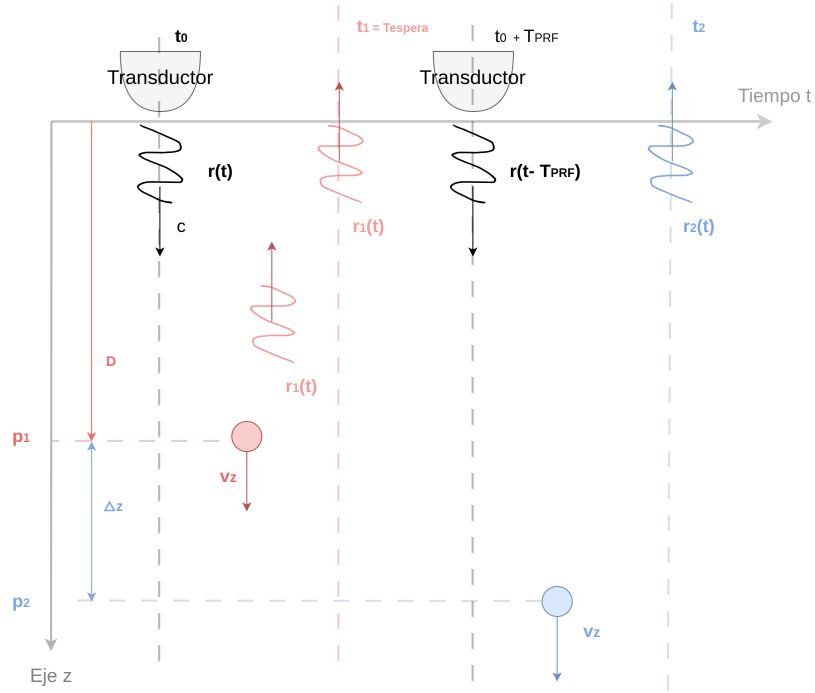 t0
t1 = Tespera
t0 + TPRF
t2
Transductor
Transductor
Tiempo t
r(t)
r(t- TPRF)
c
r1(t)
r2(t)
D
r1(t)
p1
vz
△z
p2
vz
Eje z